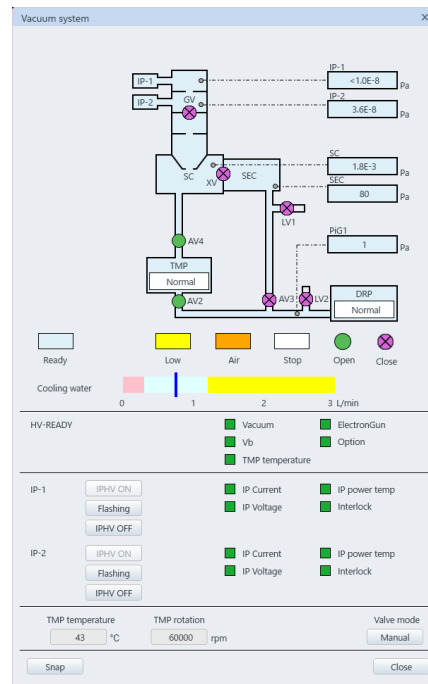 Vacuum system x
IP-1
IP-1 <1.0E-8 Pa
IP-2
IP-2 GV 3.6E-8 Pa
SC
1.8E-3 Pa
SC XV SEC SEC
80 Pa
LV1
PiG1
AV4 1 Pa
TMP
Normal
DRP
AV2 AV3 LV2 Normal
Ready Low Air Stop Open Close
Cooling water
0 1 2 3 L/min
HV-READY Vacuum ElectronGun
Vb Option
TMP temperature
IP-1 IPHV ON IP Current IP power temp
Flashing IP Voltage Interlock
IPHV OFF
IP-2 IPHV ON IP Current IP power temp
Flashing IP Voltage Interlock
IPHV OFF
TMP temperature TMP rotation Valve mode
43 °C 60000 rpm Manual
Snap Close